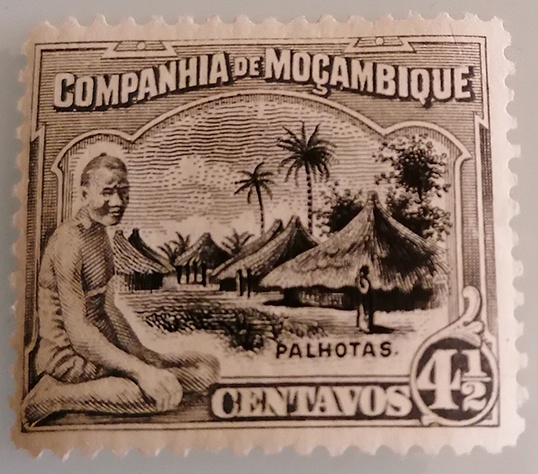 COMPANHIA DE MOÇAMBIQUE
PALHOTAS.
CENTAVOS 4½